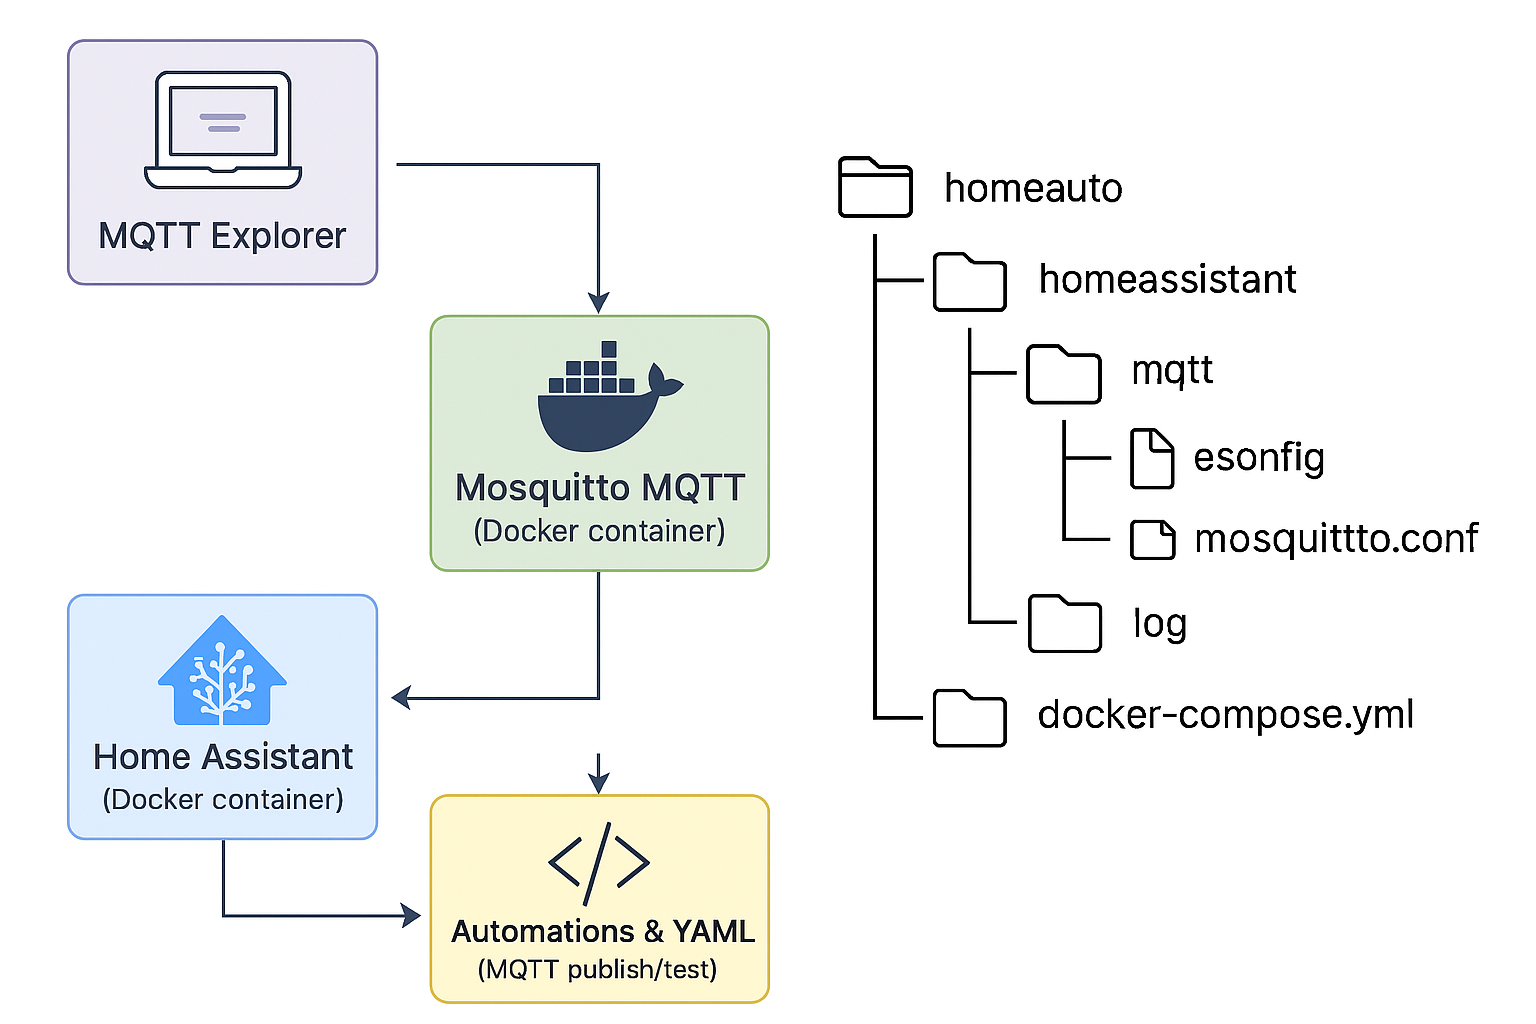 MQTT Explorer
Mosquitto MQTT
(Docker container)
Home Assistant
(Docker container)
Automations & YAML
(MQTT publish/test)
homeauto
homeassistant
mqtt
esonfig
mosquittto.conf
log
docker-compose.yml